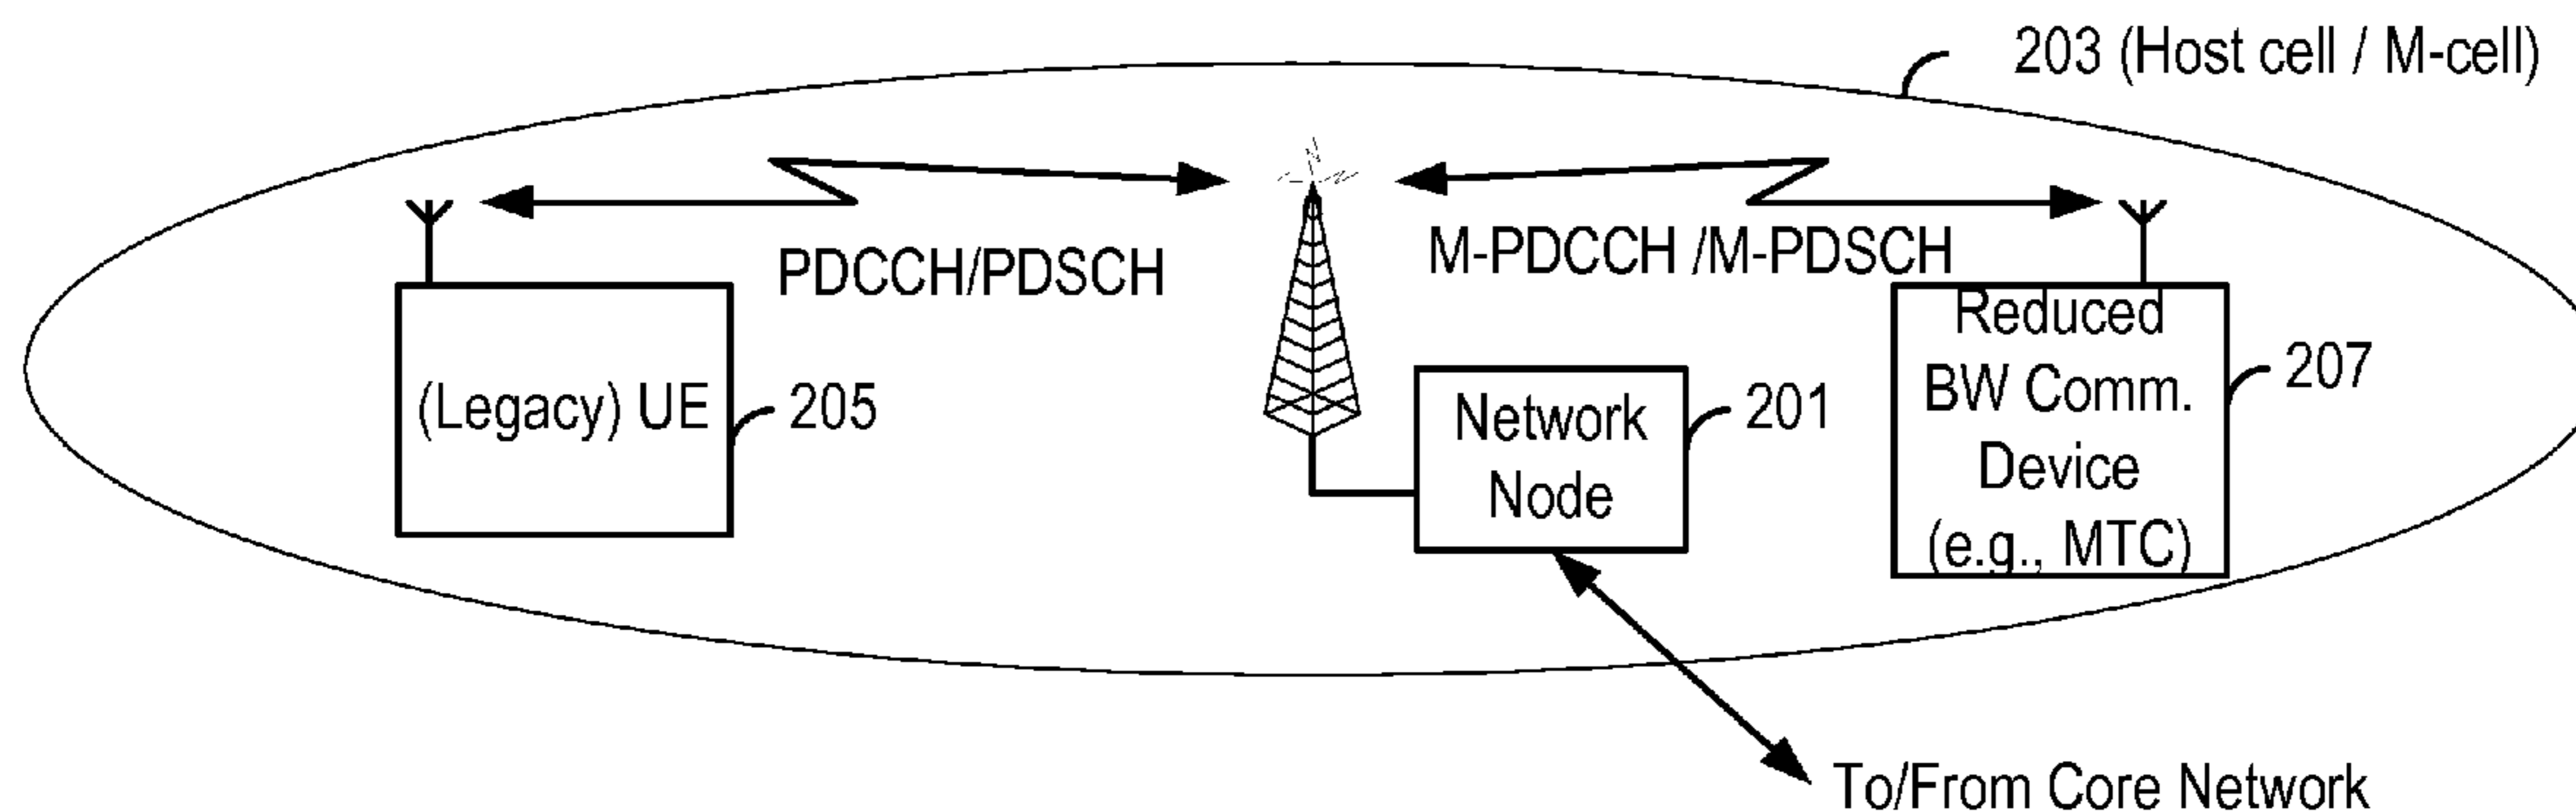 203 (Host cell / M-cell)
PDCCH/PDSCH
M-PDCCH /M-PDSCH
(Legacy) UE
205
Network
Node
201
Reduced
BW Comm.
Device
(e.g., MTC)
207
To/From Core Network